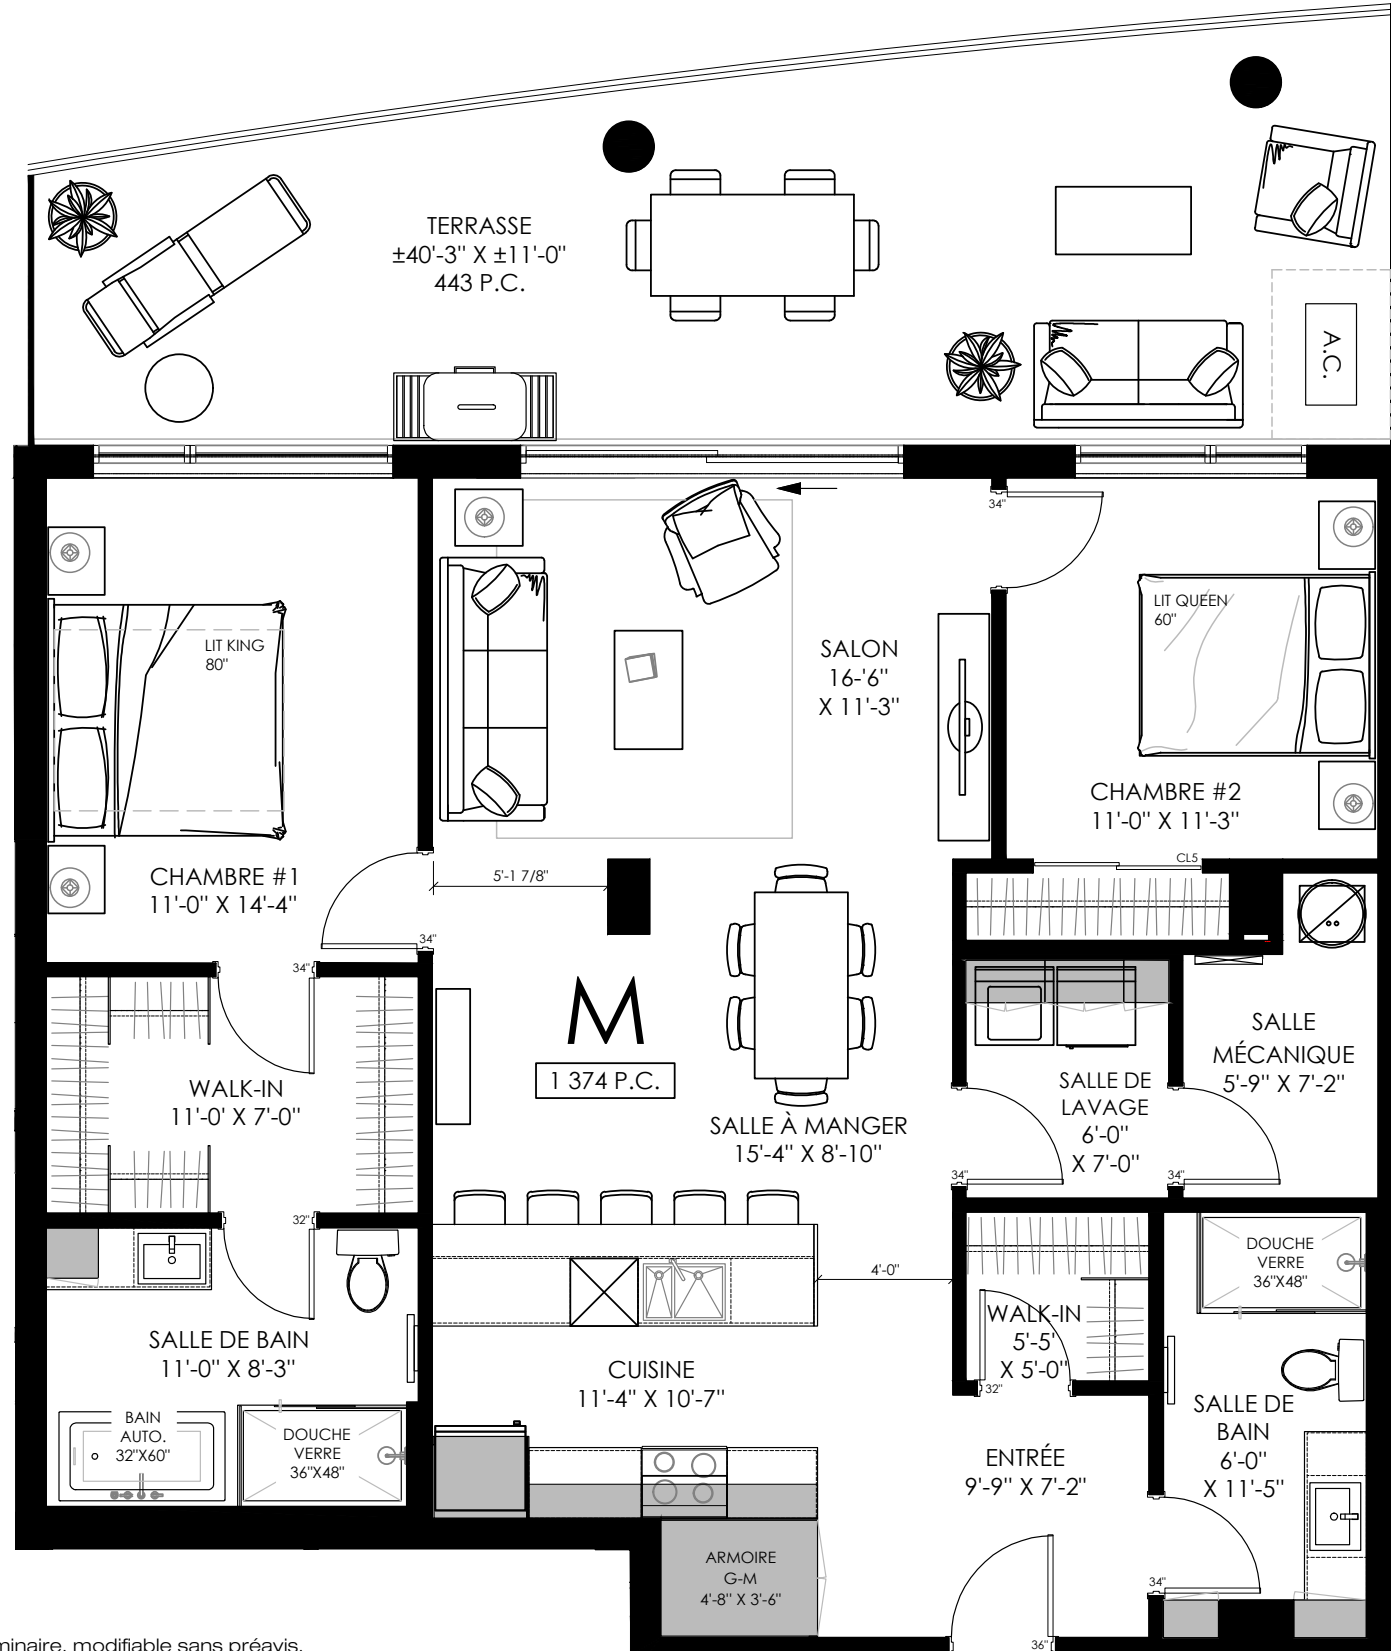 TERRASSE
±40'-3" X ±11'-0"
443 P.C.
A.C.
34"
LIT KING
80"
SALON
16-'6"
X 11'-3"
LIT QUEEN
60"
CHAMBRE #2
11'-0" X 11'-3"
CL5
CHAMBRE #1
11'-0" X 14'-4"
5'-1 7/8"
34"
34"
M
1 374 P.C.
WALK-IN
11'-0' X 7'-0"
SALLE À MANGER
15'-4" X 8'-10"
SALLE DE
LAVAGE
6'-0"
X 7'-0"
SALLE
MÉCANIQUE
5'-9" X 7'-2"
34"
34"
32"
4'-0"
DOUCHE
VERRE
36"X48"
WALK-IN
5'-5'
X 5'-0"
32"
SALLE DE BAIN
11'-0" X 8'-3"
CUISINE
11'-4" X 10'-7"
SALLE DE
BAIN
6'-0"
X 11'-5"
BAIN
AUTO.
32"X60"
DOUCHE
VERRE
36"X48"
ENTRÉE
9'-9" X 7'-2"
ARMOIRE
G-M
4'-8" X 3'-6"
34"
36"
minaire, modifiable sans préavis.